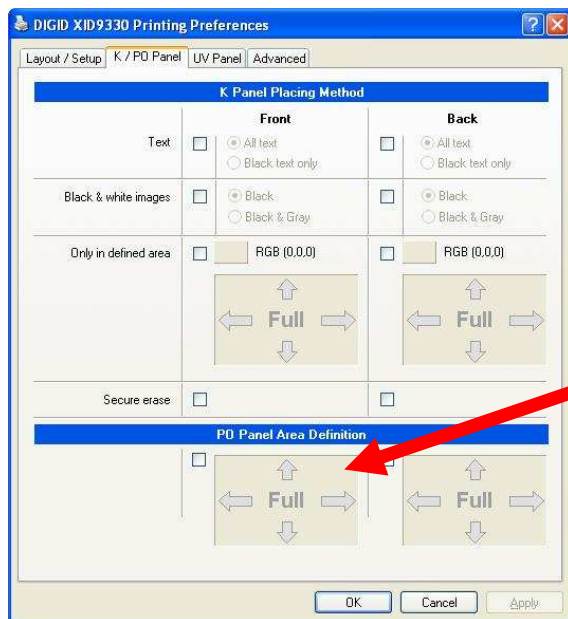 DIGID XID9330 Printing Preferences
Layout / Setup K / PO Panel UV Panel Advanced
K Panel Placing Method
Front Back
Text All text All text
Black text only Black text only
Black & white images Black Black
Black & Gray Black & Gray
Only in defined area RGB (0,0,0) RGB (0,0,0)
Full Full
Secure erase
PO Panel Area Definition
Full Full
OK Cancel Apply